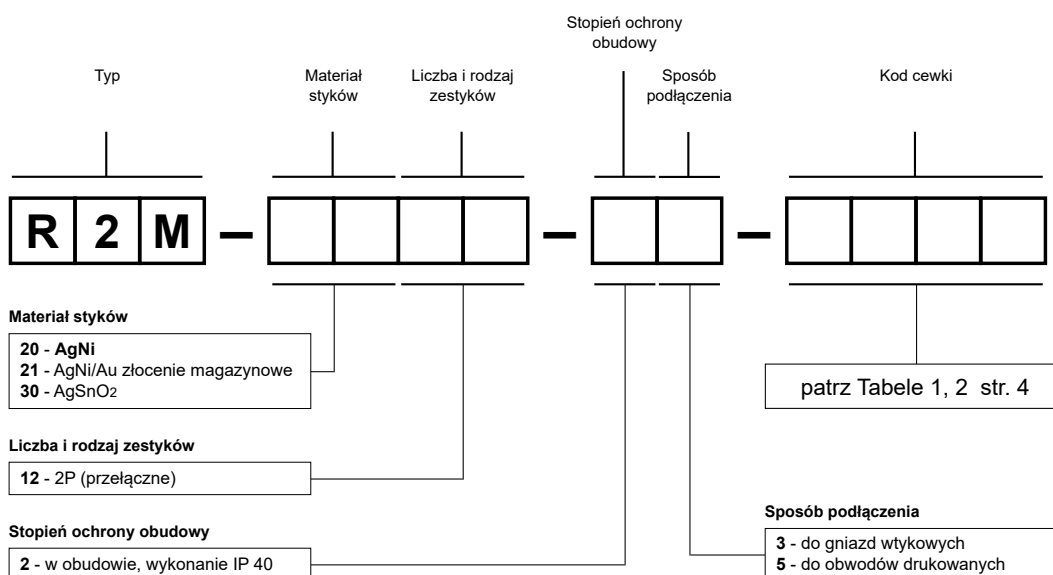 Stopień ochrony
obudowy
Typ
Materiał
styków
Liczba i rodzaj
zestyków
Sposób
podłączenia
Kod cewki
R 2 M – – –
Materiał styków
20 - AgNi
21 - AgNi/Au złocenie magazynowe
30 - AgSnO2
patrz Tabele 1, 2 str. 4
Liczba i rodzaj zestyków
12 - 2P (przełączne)
Stopień ochrony obudowy
2 - w obudowie, wykonanie IP 40
Sposób podłączenia
3 - do gniazd wtykowych
5 - do obwodów drukowanych